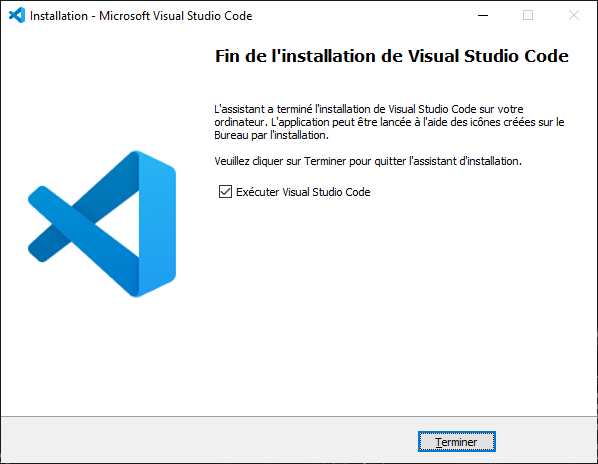 Installation - Microsoft Visual Studio Code
Fin de l'installation de Visual Studio Code
L'assistant a terminé l'installation de Visual Studio Code sur votre
ordinateur. L'application peut être lancée à l'aide des icônes créées sur le
Bureau par l'installation.
Veuillez cliquer sur Terminer pour quitter l'assistant d'installation.
Exécuter Visual Studio Code
Terminer